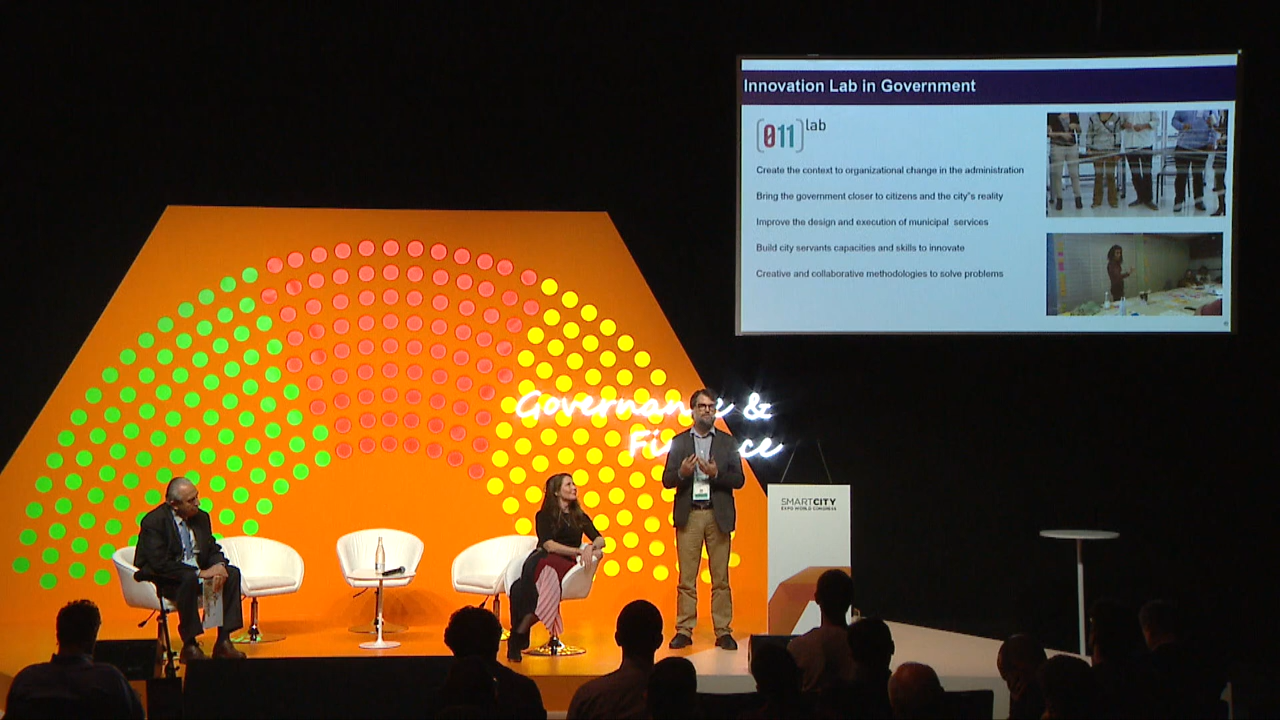 Innovation Lab in Government
[011]lab
Create the context to organizational change in the administration
Bring the government closer to citizens and the city"s reality
Improve the design and execution of municipal services
Build city servants capacities and skills to innovate
Creative and collaborative methodologies to solve problems
Governance &
Fi ce
SMARTCITY
EXPO WORLD CONGRESS